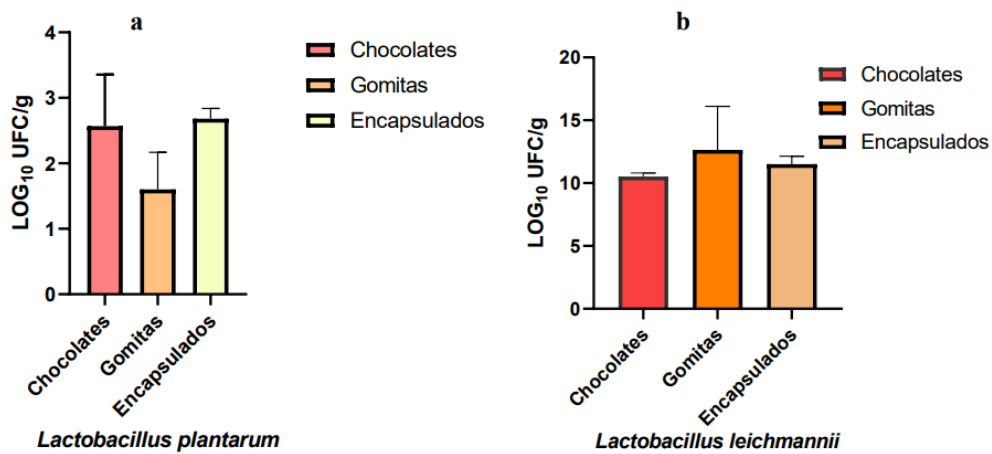 a
LOG₁₀ UFC/g
4
3
2
1
0
Chocolates
Gomitas
Encapsulados
Lactobacillus plantarum
Chocolates
Gomitas
Encapsulados
b
LOG₁₀ UFC/g
20
15
10
5
0
Chocolates
Gomitas
Encapsulados
Lactobacillus leichmannii
Chocolates
Gomitas
Encapsulados